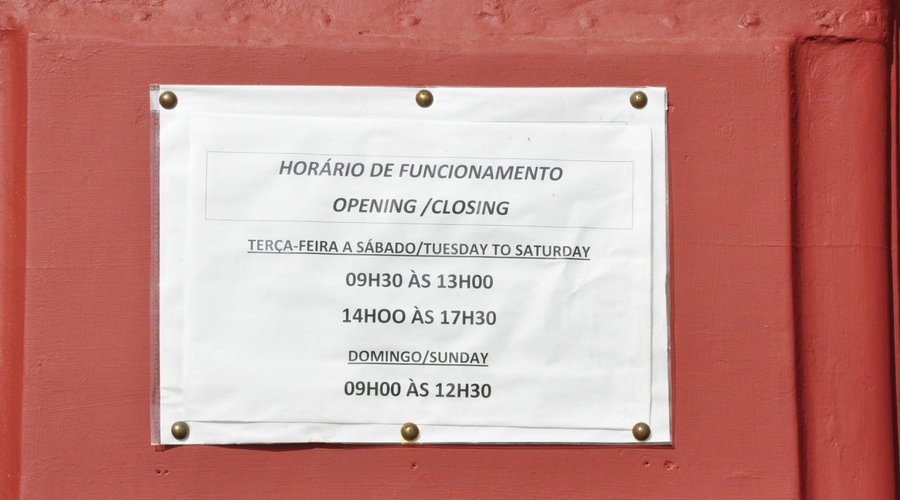 HORÁRIO DE FUNCIONAMENTO
OPENING /CLOSING
TERÇA-FEIRA A SÁBADO/TUESDAY TO SATURDAY
09H30 ÀS 13H00
14HOO ÀS 17H30
DOMINGO/SUNDAY
09H00 ÀS 12H30